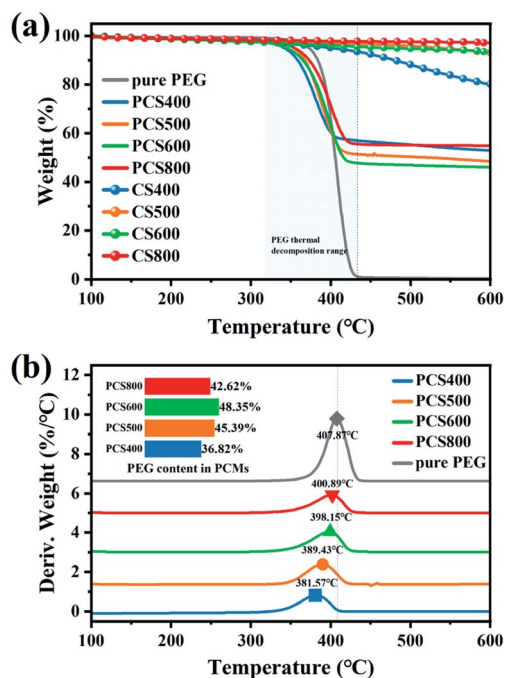 (a)
100
80
60
40
20
0
Weight (%)
pure PEG
PCS400
PCS500
PCS600
PCS800
CS400
CS500
CS600
CS800
PEG thermal
decomposition range
100 200 300 400 500 600
Temperature (℃)
(b)
12
10
8
6
4
2
0
Deriv. Weight (%/℃)
PCS800 42.62%
PCS600 48.35%
PCS500 45.39%
PCS400 36.82%
PEG content in PCMs
PCS400
PCS500
PCS600
PCS800
pure PEG
407.87℃
400.89℃
398.15℃
389.43℃
381.57℃
100 200 300 400 500 600
Temperature (℃)